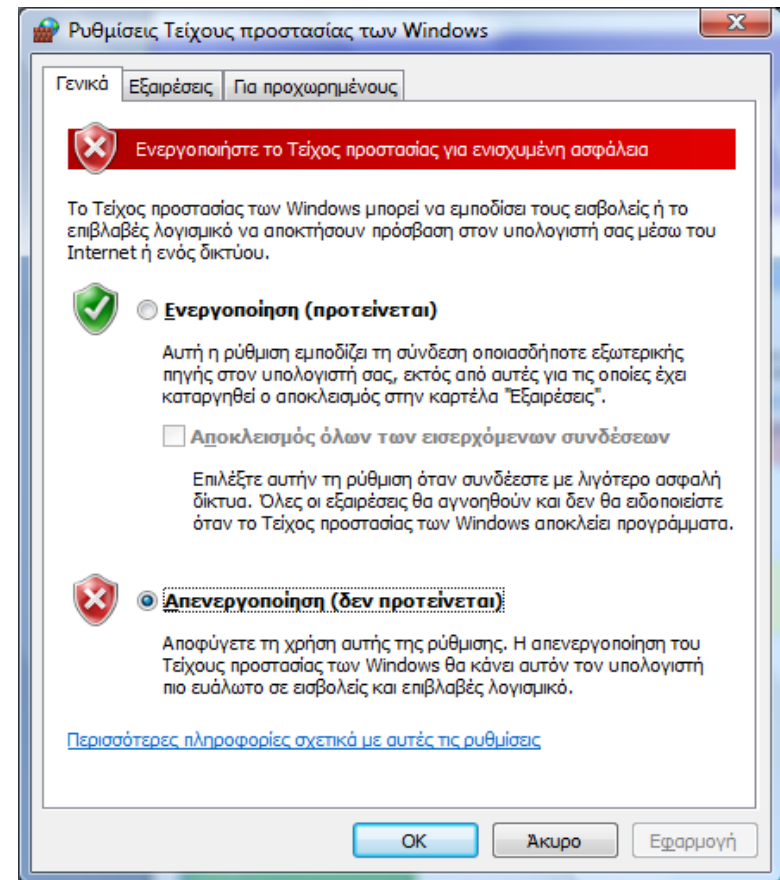 Ρυθμίσεις Τείχους προστασίας των Windows
Γενικά Εξαιρέσεις Για προχωρημένους
Ενεργοποιήστε το Τείχος προστασίας για ενισχυμένη ασφάλεια
Το Τείχος προστασίας των Windows μπορεί να εμποδίσει τους εισβολείς ή το
επιβλαβές λογισμικό να αποκτήσουν πρόσβαση στον υπολογιστή σας μέσω του
Internet ή ενός δικτύου.
Ενεργοποίηση (προτείνεται)
Αυτή η ρύθμιση εμποδίζει τη σύνδεση οποιασδήποτε εξωτερικής
πηγής στον υπολογιστή σας, εκτός από αυτές για τις οποίες έχει
καταργηθεί ο αποκλεισμός στην καρτέλα "Εξαιρέσεις".
Αποκλεισμός όλων των εισερχόμενων συνδέσεων
Επιλέξτε αυτήν τη ρύθμιση όταν συνδέεστε με λιγότερο ασφαλή
δίκτυα. Όλες οι εξαιρέσεις θα αγνοηθούν και δεν θα ειδοποιείστε
όταν το Τείχος προστασίας των Windows αποκλείει προγράμματα.
Απενεργοποίηση (δεν προτείνεται)
Αποφύγετε τη χρήση αυτής της ρύθμισης. Η απενεργοποίηση του
Τείχους προστασίας των Windows θα κάνει αυτόν τον υπολογιστή
πιο ευάλωτο σε εισβολείς και επιβλαβές λογισμικό.
Περισσότερες πληροφορίες σχετικά με αυτές τις ρυθμίσεις
OK Άκυρο Εφαρμογή